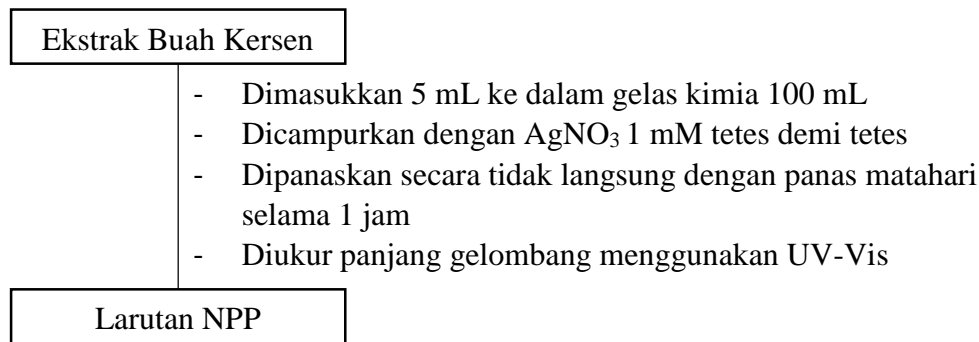 Ekstrak Buah Kersen
- Dimasukkan 5 mL ke dalam gelas kimia 100 mL
- Dicampurkan dengan AgNO₃ 1 mM tetes demi tetes
- Dipanaskan secara tidak langsung dengan panas matahari
selama 1 jam
- Diukur panjang gelombang menggunakan UV-Vis
Larutan NPP